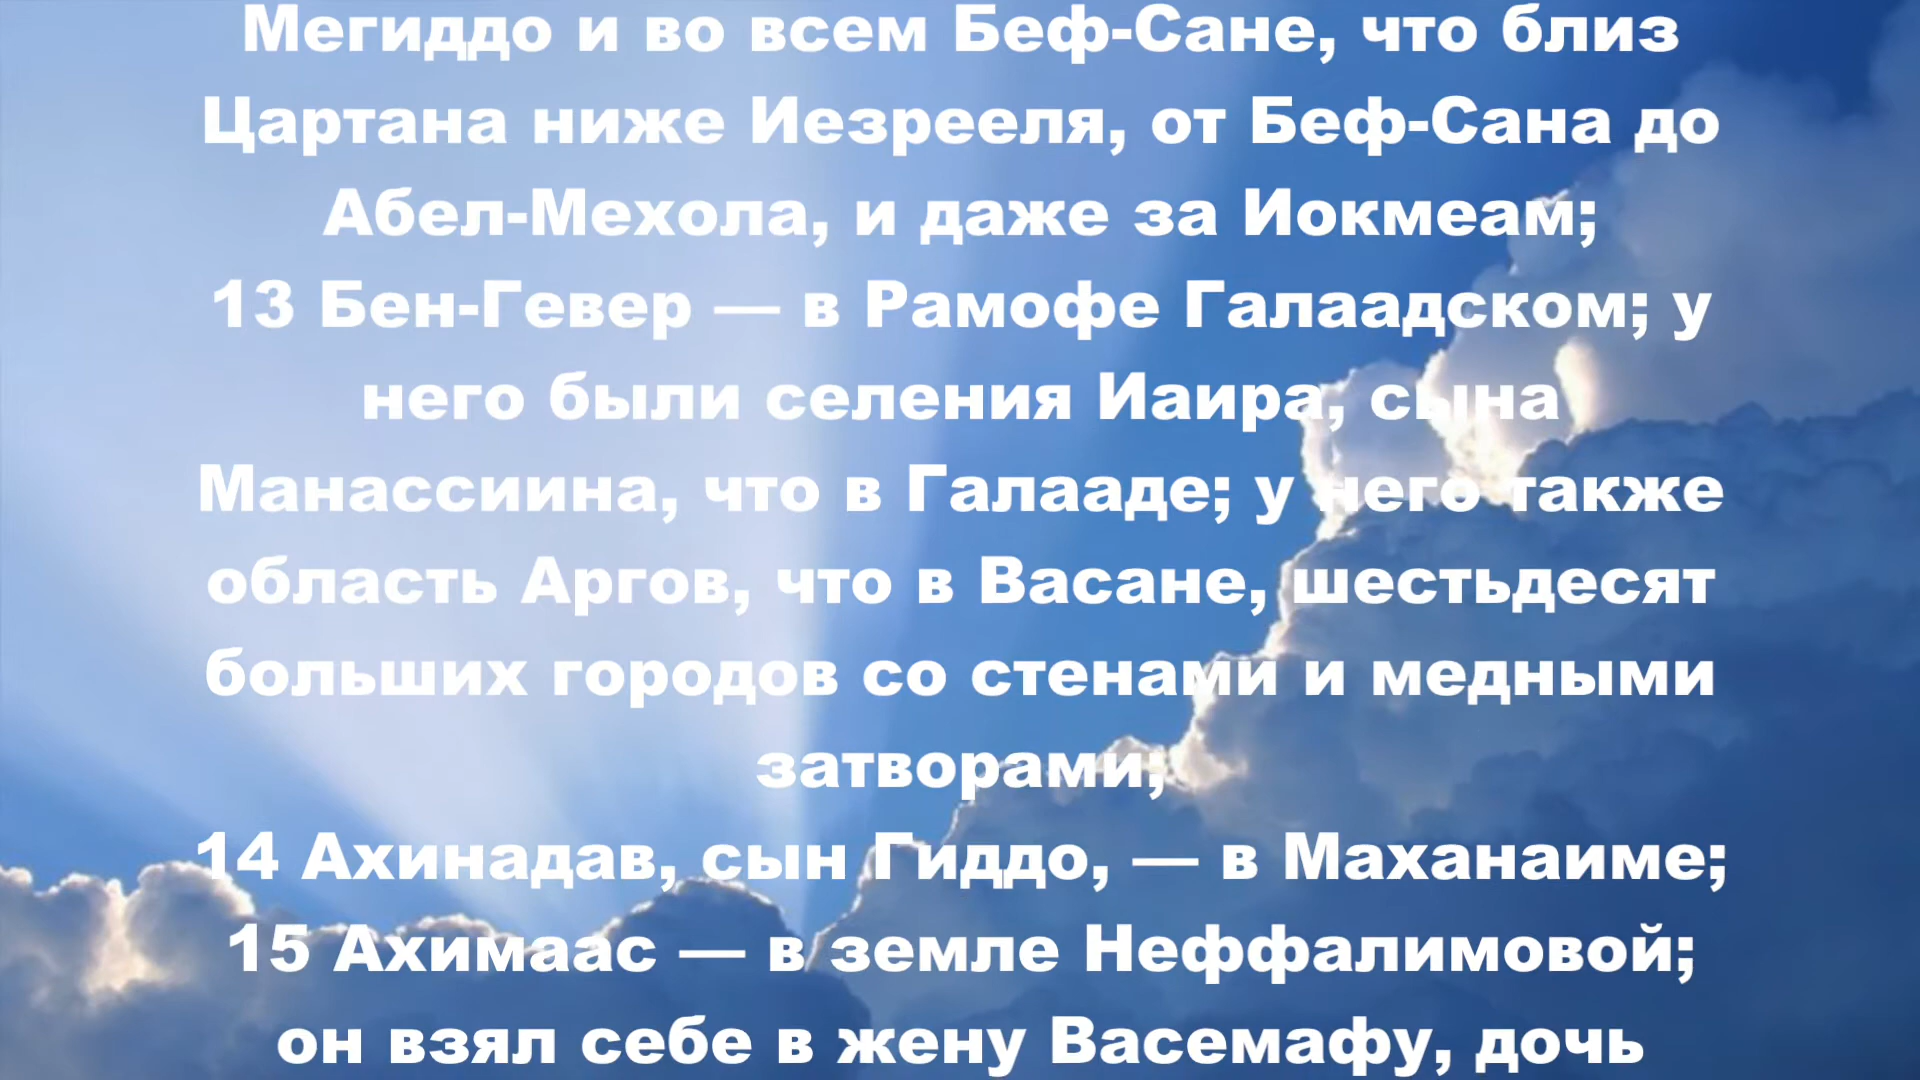 Мегиддо и во всем Беф-Сане, что близ
Цартана ниже Иезрееля, от Беф-Сана до
Абел-Мехола, и даже за Иокмеам;
13 Бен-Гевер — в Рамофе Галаадском; у
него были селения Иаира, сына
Манассиина, что в Галааде; у него также
область Аргов, что в Васане, шестьдесят
больших городов со стенами и медными
затворами;
14 Ахинадав, сын Гиддо, — в Маханаиме;
15 Ахимаас — в земле Неффалимовой;
он взял себе в жену Васемафу, дочь